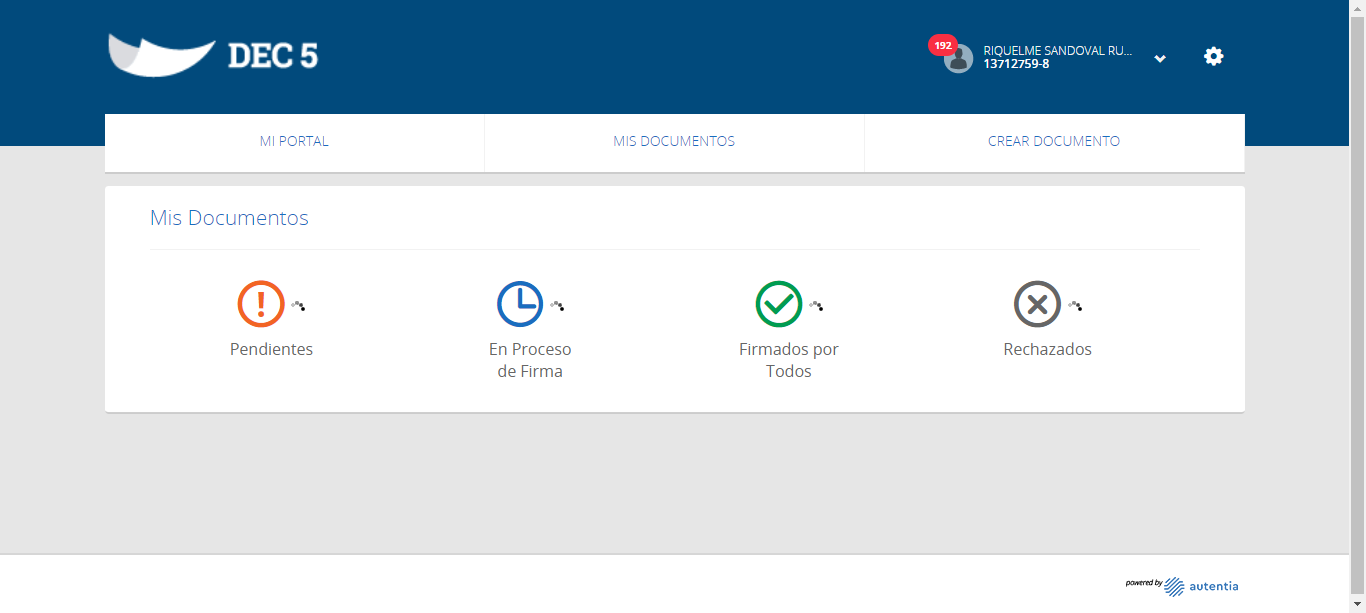 DEC 5
192
RIQUELME SANDOVAL RU...
13712759-8
MI PORTAL
MIS DOCUMENTOS
CREAR DOCUMENTO
Mis Documentos
Pendientes
En Proceso
de Firma
Firmados por
Todos
Rechazados
powered by
autentia